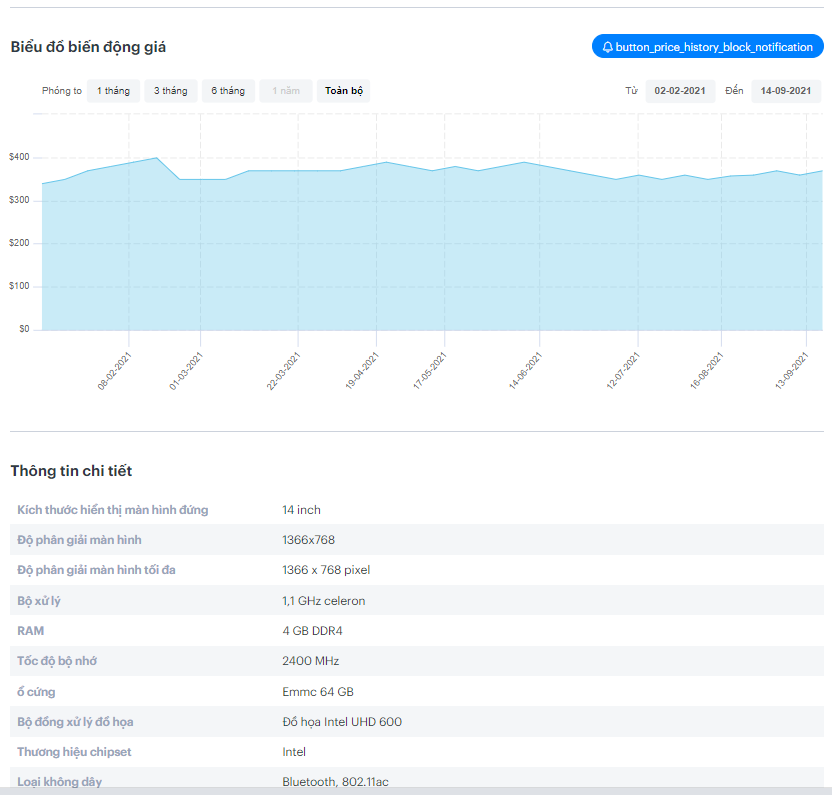 Biểu đồ biến động giá
button_price_history_block_notification
Phóng to 1 tháng 3 tháng 6 tháng 1 năm Toàn bộ Từ 02-02-2021 Đến 14-09-2021
$400
$300
$200
$100
$0
08-02-2021 01-03-2021 22-03-2021 19-04-2021 17-05-2021 14-06-2021 12-07-2021 16-08-2021 13-09-2021
Thông tin chi tiết
Kích thước hiển thị màn hình đứng 14 inch
Độ phân giải màn hình 1366x768
Độ phân giải màn hình tối đa 1366 x 768 pixel
Bộ xử lý 1,1 GHz celeron
RAM 4 GB DDR4
Tốc độ bộ nhớ 2400 MHz
ổ cứng Emmc 64 GB
Bộ đồng xử lý đồ họa Đồ họa Intel UHD 600
Thương hiệu chipset Intel
Loại không dây Bluetooth, 802.11ac